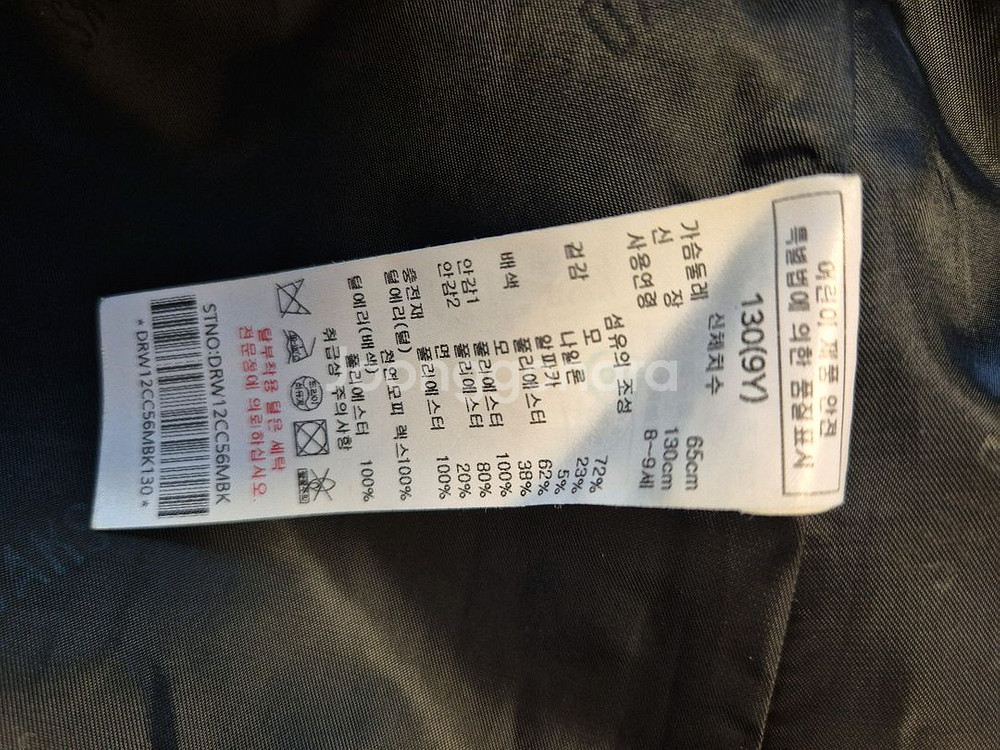 어린이 제품 안전
특별법에 의한 품질표시
130(9Y)
신체치수
가슴둘레 65cm
신 장 130cm
사용연령 8~9세
섬유의 조성
겉감 모 72%
나일론 23%
알파카 5%
배색 폴리에스터 62%
모 38%
안감1 폴리에스터 100%
안감2 폴리에스터 80%
면 20%
충전재 폴리에스터 100%
털에리(털) 천연모피 렉스100%
털에리(배색) 폴리에스터 100%
취급상 주의사항
드라이
탈부착용 털은 세탁
전문점에 의뢰하십시오.
STNO:DRW12CC56MBK
*DRW12CC56MBK130*
Joonggonara